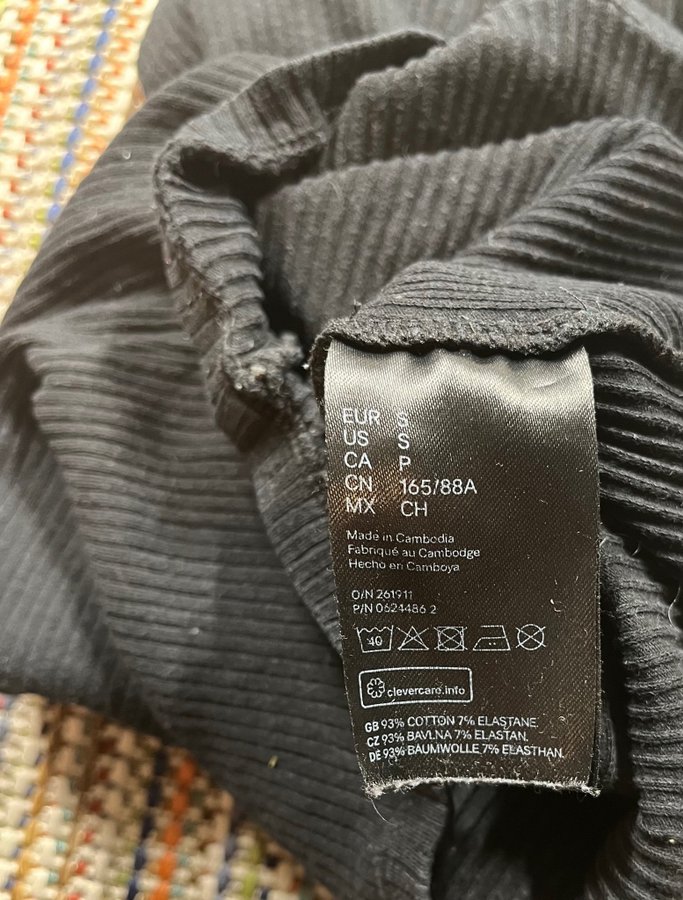 EUR S
US S
CA P
CN 165/88A
MX CH
Made in Cambodia
Fabriqué au Cambodge
Hecho en Camboya
O/N 261911
P/N 0624486 2
40
clevercare.info
GB 93% COTTON 7% ELASTANE
CZ 93% BAVLNA 7% ELASTAN
DE 93% BAUMWOLLE 7% ELASTHAN